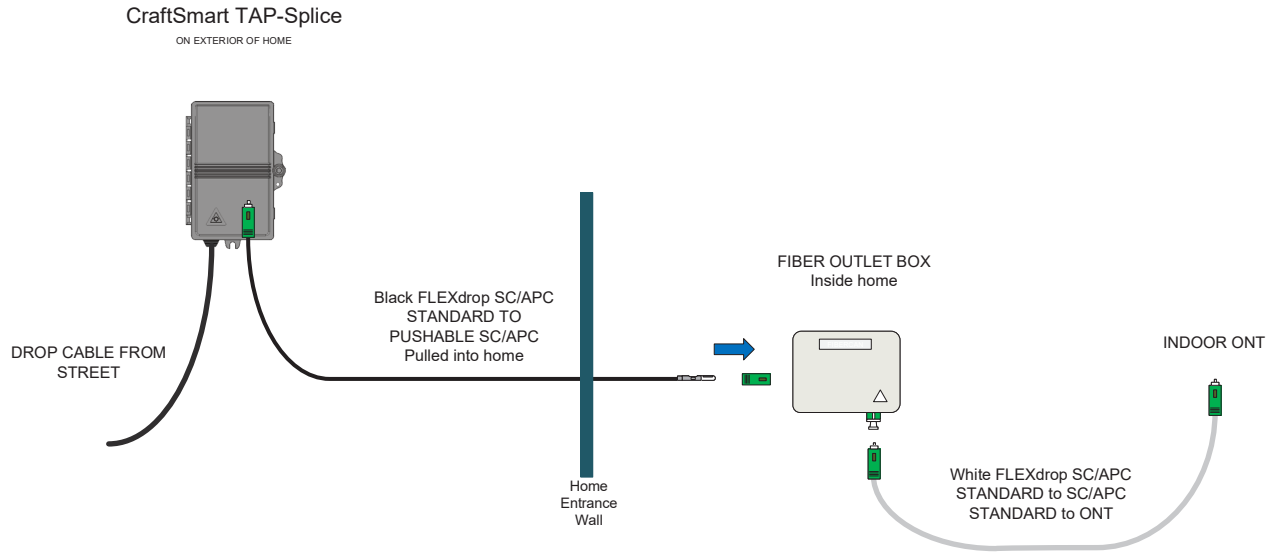 CraftSmart TAP-Splice
ON EXTERIOR OF HOME
DROP CABLE FROM
STREET
Black FLEXdrop SC/APC
STANDARD TO
PUSHABLE SC/APC
Pulled into home
Home
Entrance
Wall
FIBER OUTLET BOX
Inside home
White FLEXdrop SC/APC
STANDARD to SC/APC
STANDARD to ONT
INDOOR ONT